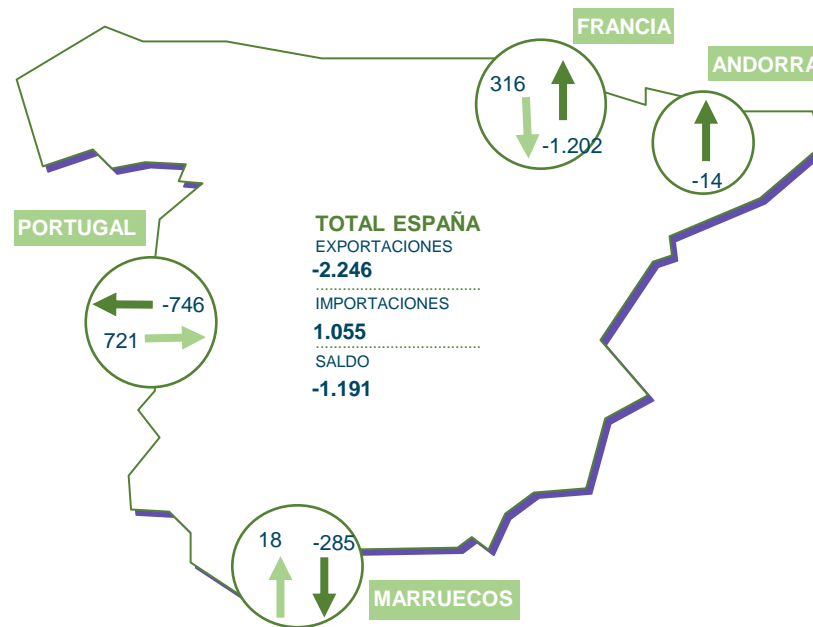 FRANCIA
ANDORRA
316
-1.202
-14
PORTUGAL
-746
721
TOTAL ESPAÑA
EXPORTACIONES
-2.246
IMPORTACIONES
1.055
SALDO
-1.191
18
-285
MARRUECOS